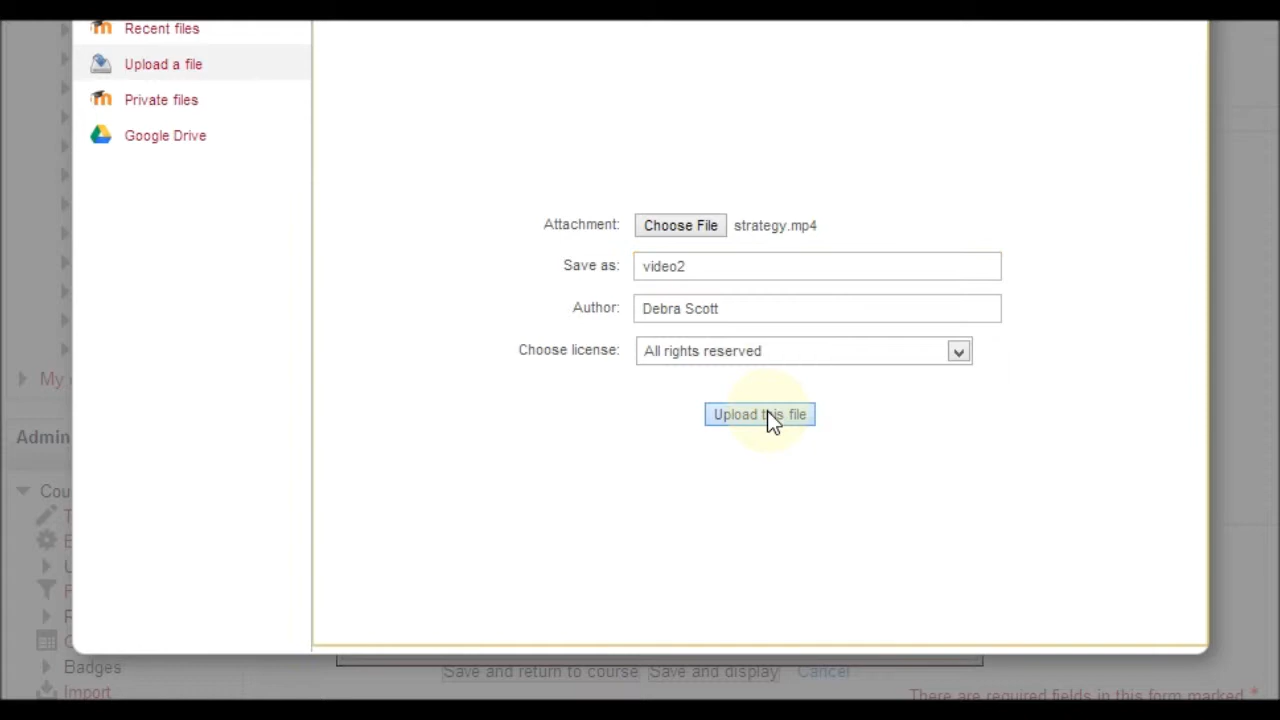 Recent files
Upload a file
Private files
Google Drive
Attachment: Choose File strategy.mp4
Save as: video2
Author: Debra Scott
Choose license: All rights reserved
Upload this file
My
Admin
Cou
Badges
Import
Save and return to course Save and display Cancel
There are required fields in this form marked *